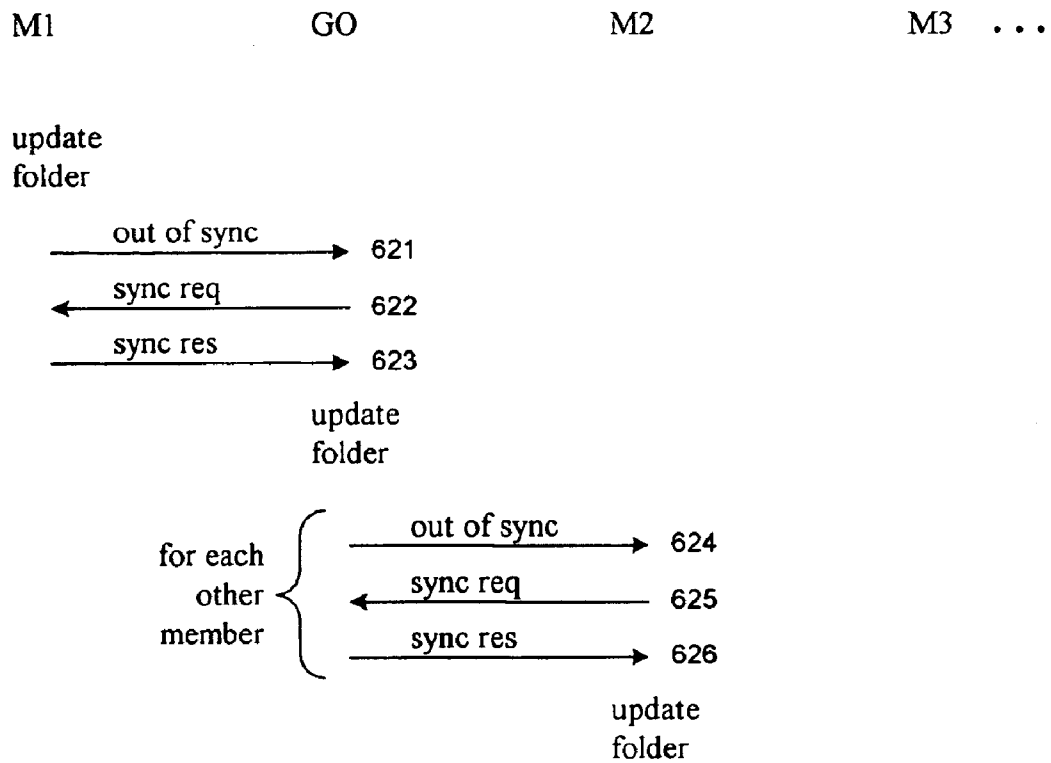 M1 GO M2 M3 ...
update
folder
out of sync 621
sync req 622
sync res 623
update
folder
for each
other
member
out of sync 624
sync req 625
sync res 626
update
folder